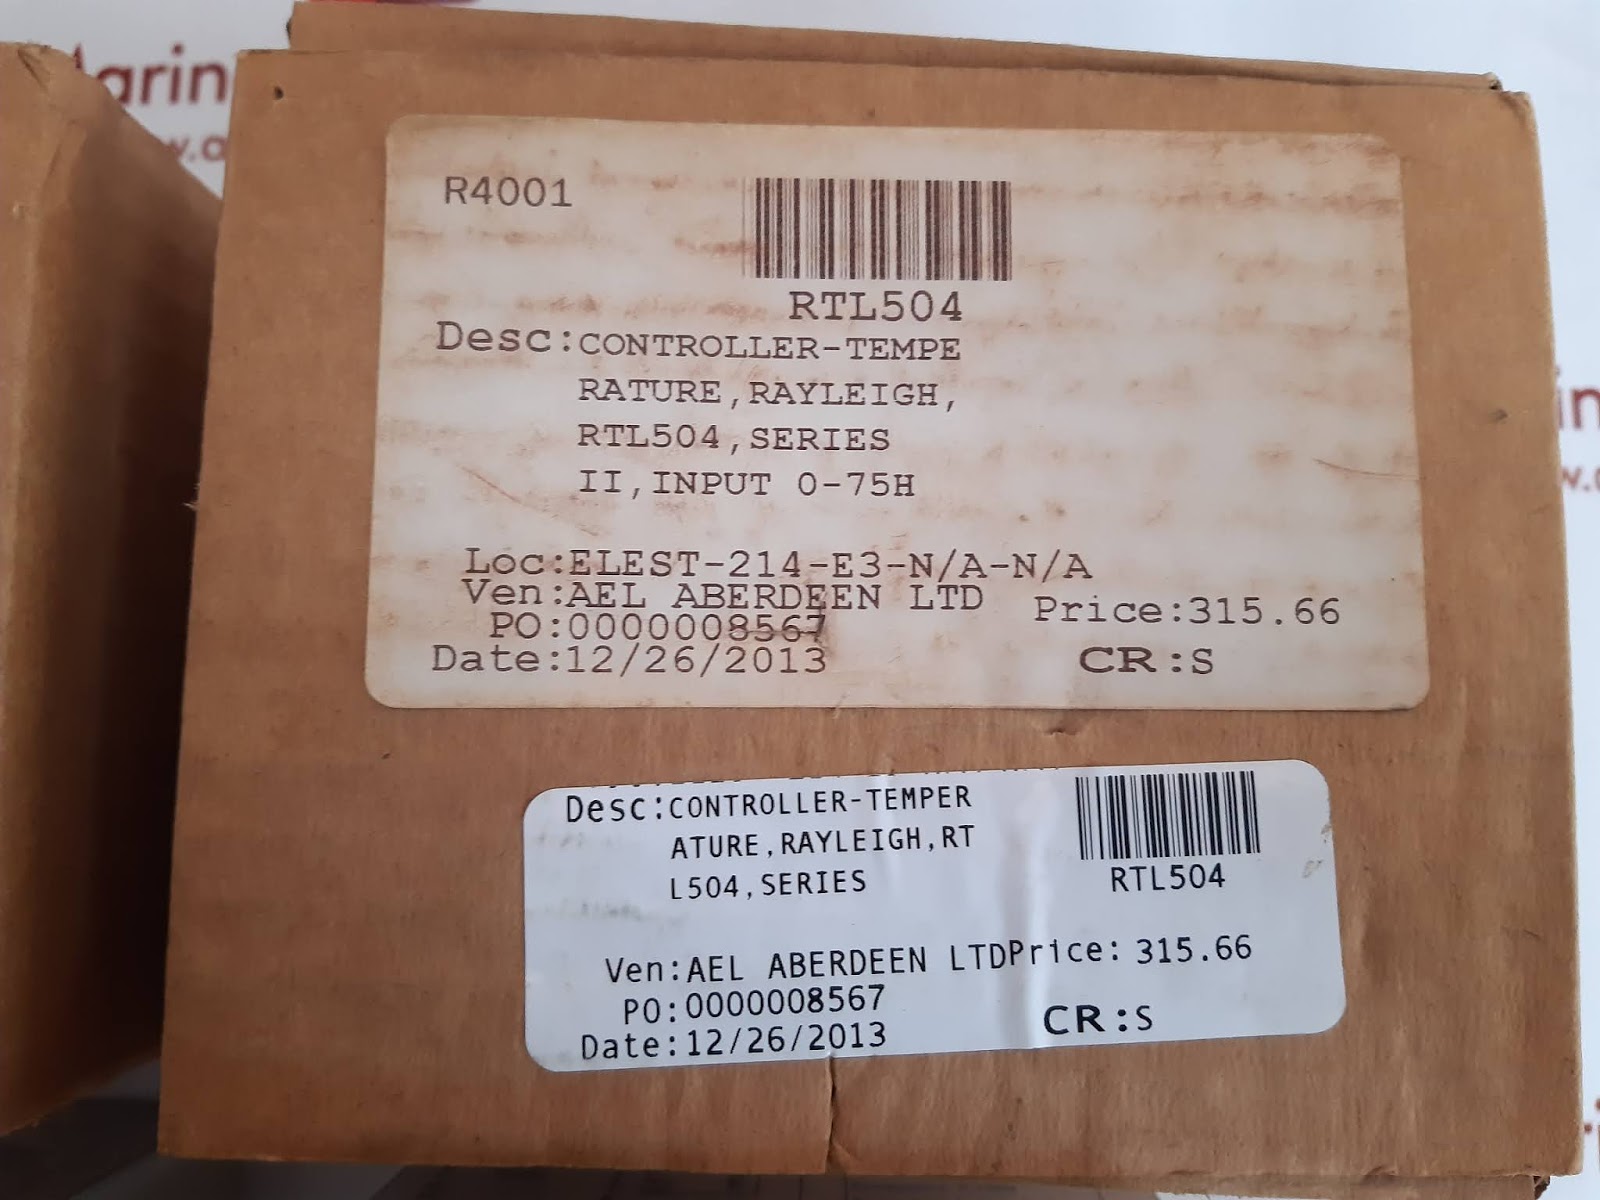 R4001
RTL504
Desc:CONTROLLER-TEMPE
RATURE,RAYLEIGH,
RTL504,SERIES
II,INPUT 0-75H
Loc:ELEST-214-E3-N/A-N/A
Ven:AEL ABERDEEN LTD
Price:315.66
PO:0000008567
Date:12/26/2013
CR:S
Desc:CONTROLLER-TEMPER
ATURE,RAYLEIGH,RT
L504,SERIES
RTL504
Ven:AEL ABERDEEN LTDPrice: 315.66
PO:0000008567
Date:12/26/2013
CR:S